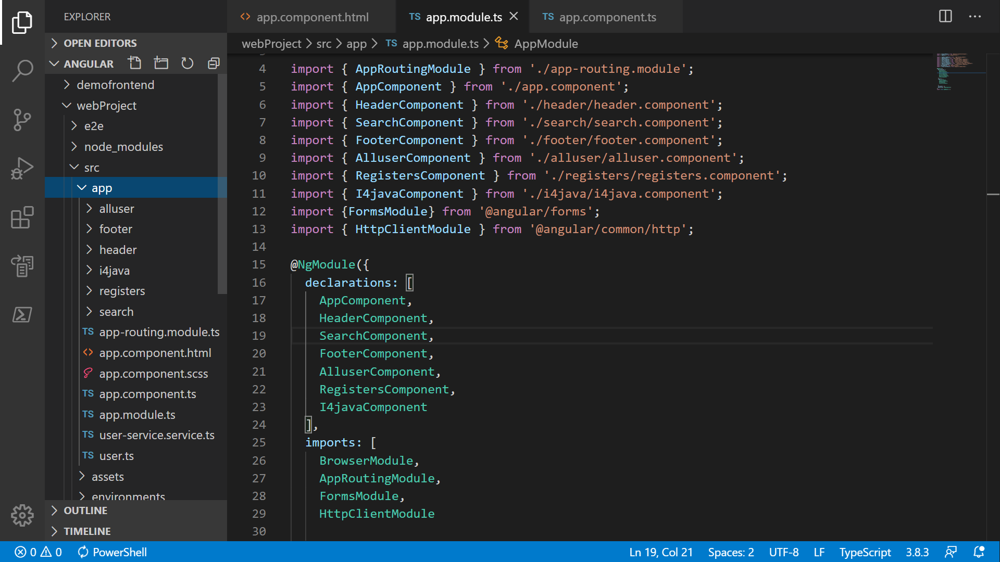 EXPLORER
OPEN EDITORS
ANGULAR
demofrontend
webProject
e2e
node_modules
src
app
alluser
footer
header
i4java
registers
search
TS app-routing.module.ts
<> app.component.html
app.component.scss
TS app.component.ts
TS app.module.ts
TS user-service.service.ts
TS user.ts
assets
environments
OUTLINE
TIMELINE
<> app.component.html
TS app.module.ts
TS app.component.ts
webProject > src > app > TS app.module.ts > AppModule
4 import { AppRoutingModule } from './app-routing.module';
5 import { AppComponent } from './app.component';
6 import { HeaderComponent } from './header/header.component';
7 import { SearchComponent } from './search/search.component';
8 import { FooterComponent } from './footer/footer.component';
9 import { AlluserComponent } from './alluser/alluser.component';
10 import { RegistersComponent } from './registers/registers.component';
11 import { I4javaComponent } from './i4java/i4java.component';
12 import {FormsModule} from '@angular/forms';
13 import { HttpClientModule } from '@angular/common/http';
14
15 @NgModule({
16 declarations: [
17 AppComponent,
18 HeaderComponent,
19 SearchComponent,
20 FooterComponent,
21 AlluserComponent,
22 RegistersComponent,
23 I4javaComponent
24 ],
25 imports: [
26 BrowserModule,
27 AppRoutingModule,
28 FormsModule,
29 HttpClientModule
30
0 0 PowerShell
Ln 19, Col 21 Spaces: 2 UTF-8 LF TypeScript 3.8.3